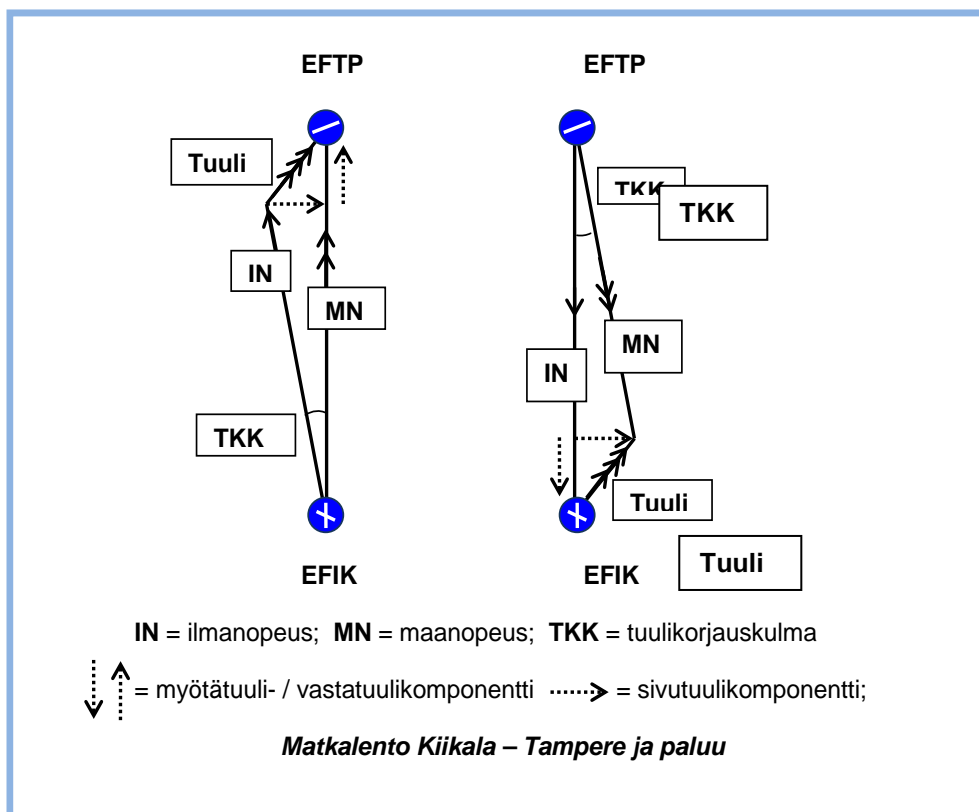 EFTP
EFTP
Tuuli
TKK
TKK
IN
MN
MN
IN
TKK
Tuuli
Tuuli
EFIK
EFIK
IN = ilmanopeus; MN = maanopeus; TKK = tuulikorjauskulma
= myötätuuli- / vastatuulikomponentti = sivutuulikomponentti;
Matkalento Kiikala – Tampere ja paluu